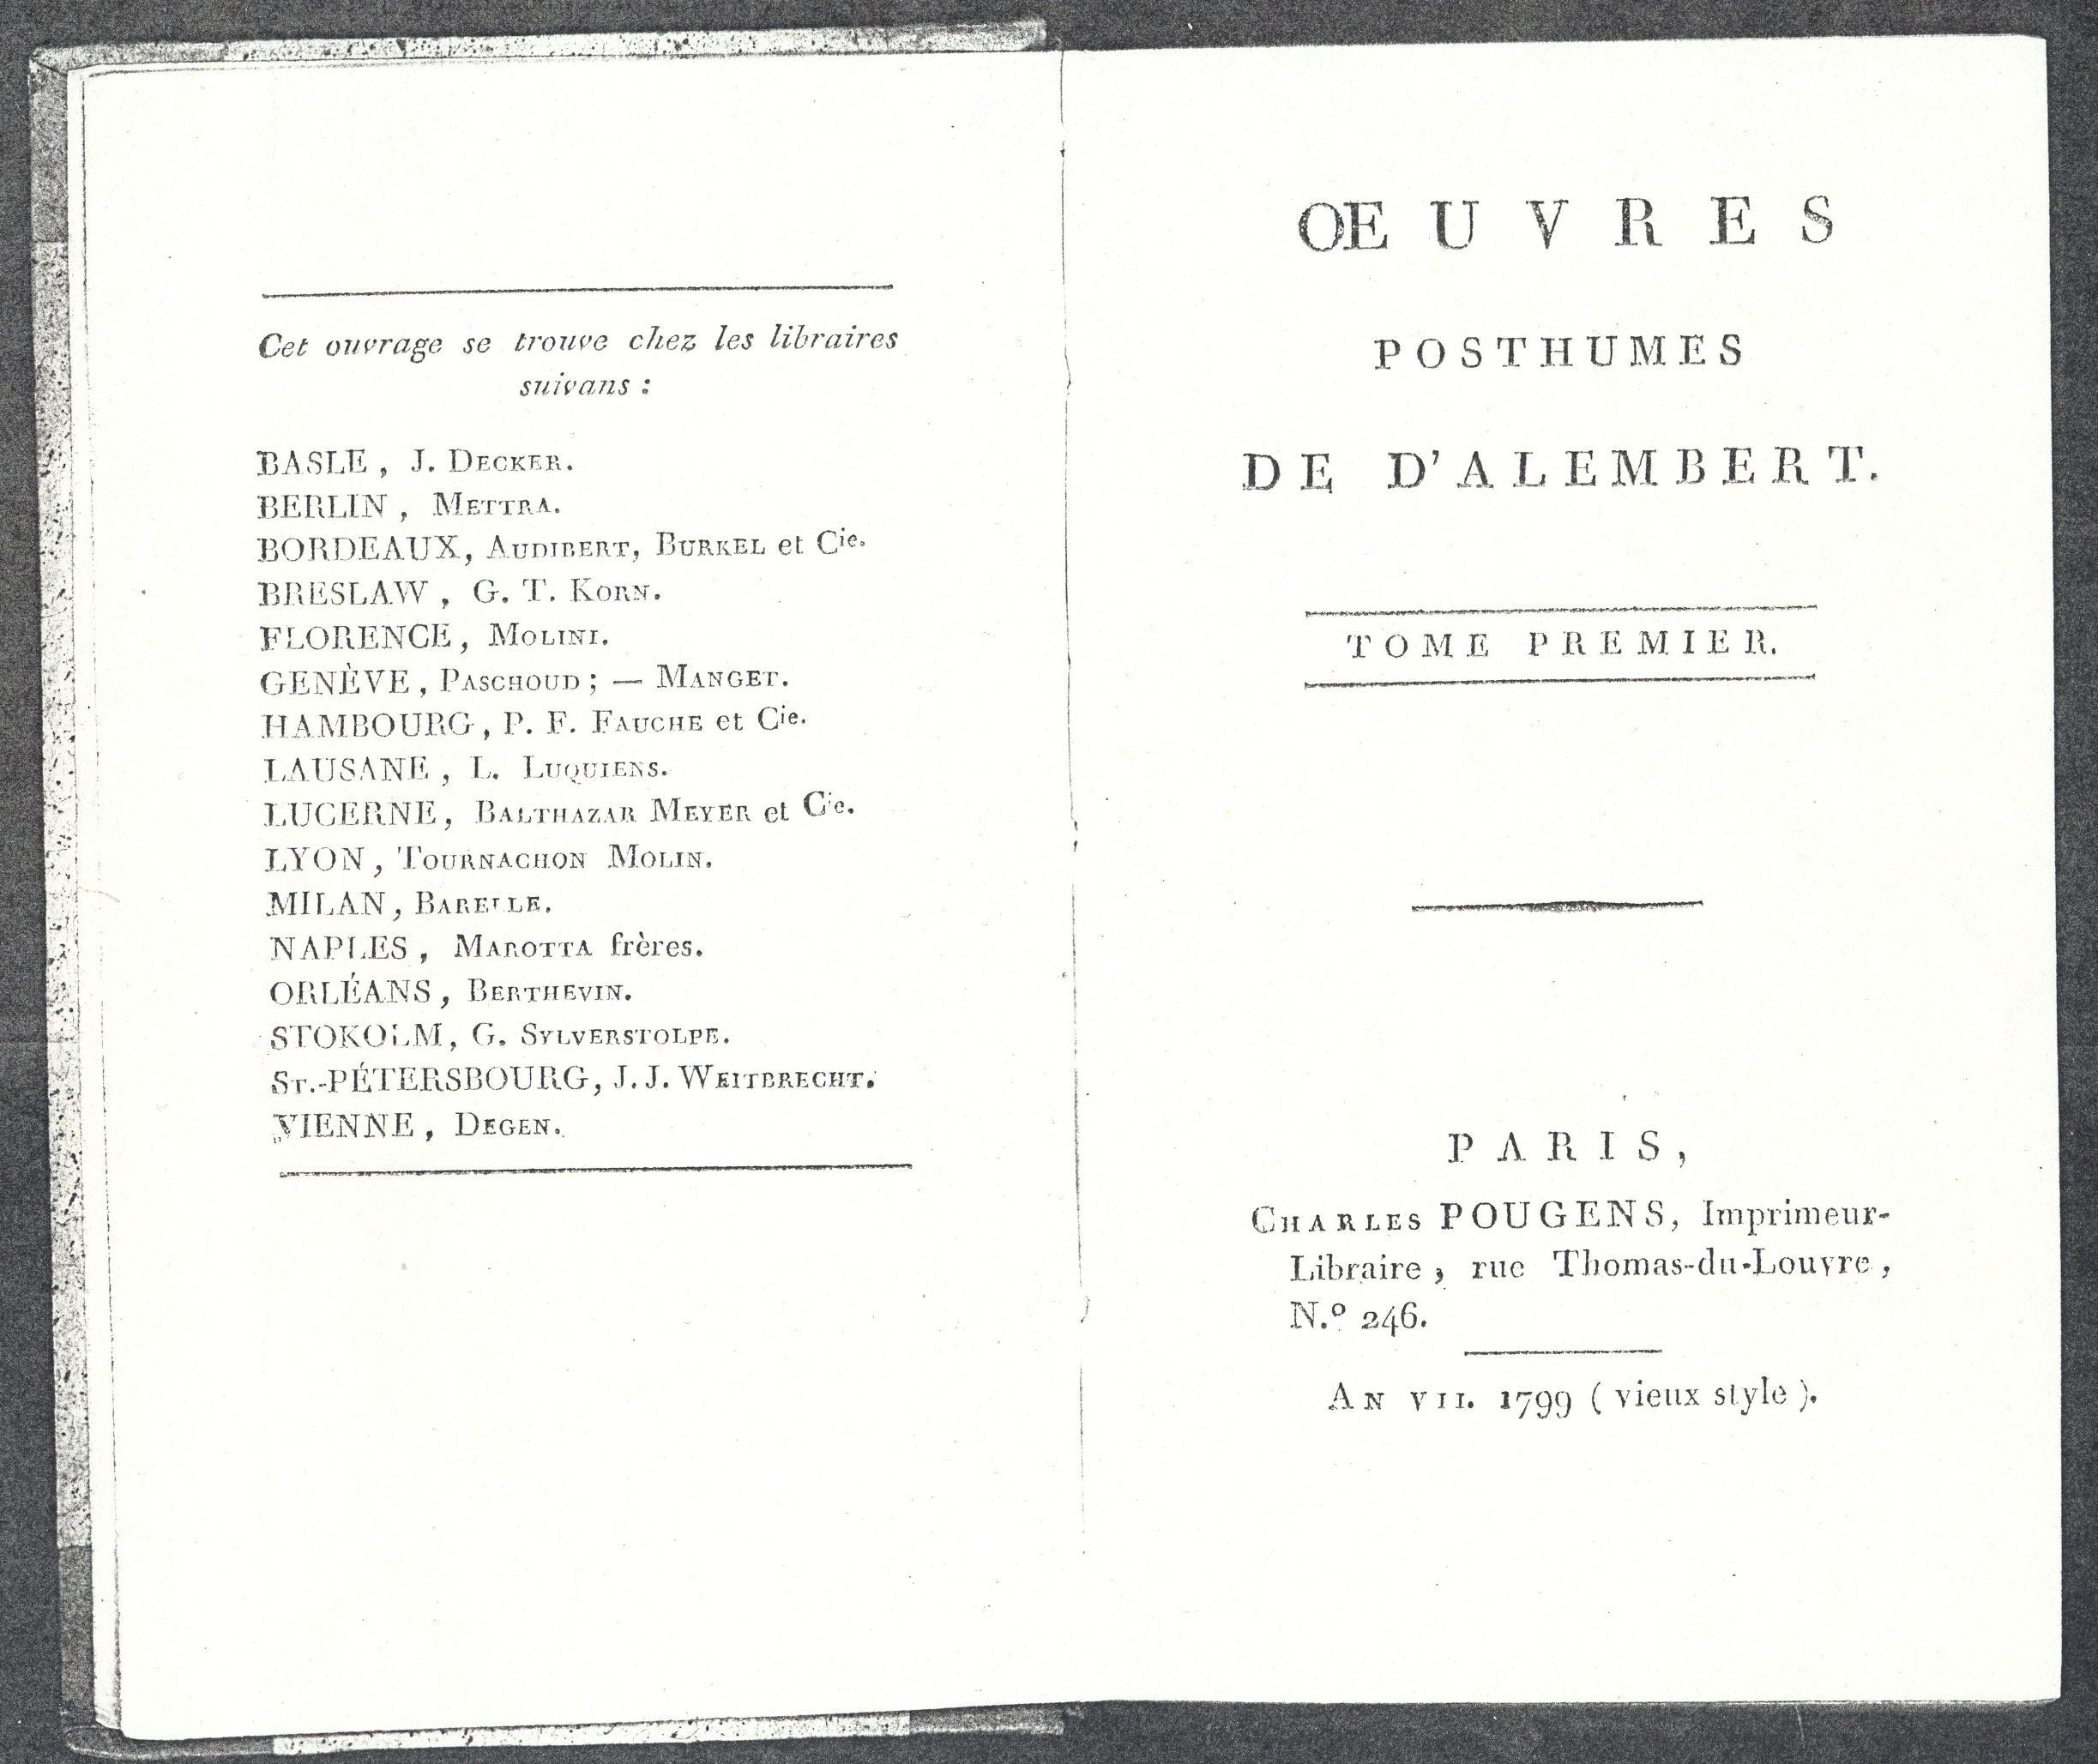 Cet ouvrage se trouve chez les libraires
suivans :
BASLE, J. DECKER.
BERLIN, METTRA.
BORDEAUX, AUDIBERT, BURKEL et Cie.
BRESLAW, G. T. KORN.
FLORENCE, MOLINI.
GENÈVE, PASCHOUD; — MANGET.
HAMBOURG, P. F. FAUCHE et Cie.
LAUSANE, L. LUQUIENS.
LUCERNE, BALTHAZAR MEYER et Cie.
LYON, TOURNACHON MOLIN.
MILAN, BARELLE.
NAPLES, MAROTTA frères.
ORLÉANS, BERTHEVIN.
STOKOLM, G. SYLVERSTOLPE.
ST.-PÉTERSBOURG, J. J. WEITBRECHT.
VIENNE, DEGEN.
ŒUVRES
POSTHUMES
DE D'ALEMBERT.
TOME PREMIER.
PARIS,
CHARLES POUGENS, Imprimeur-
Libraire, rue Thomas-du-Louvre,
N.º 246.
AN VII. 1799 (vieux style).